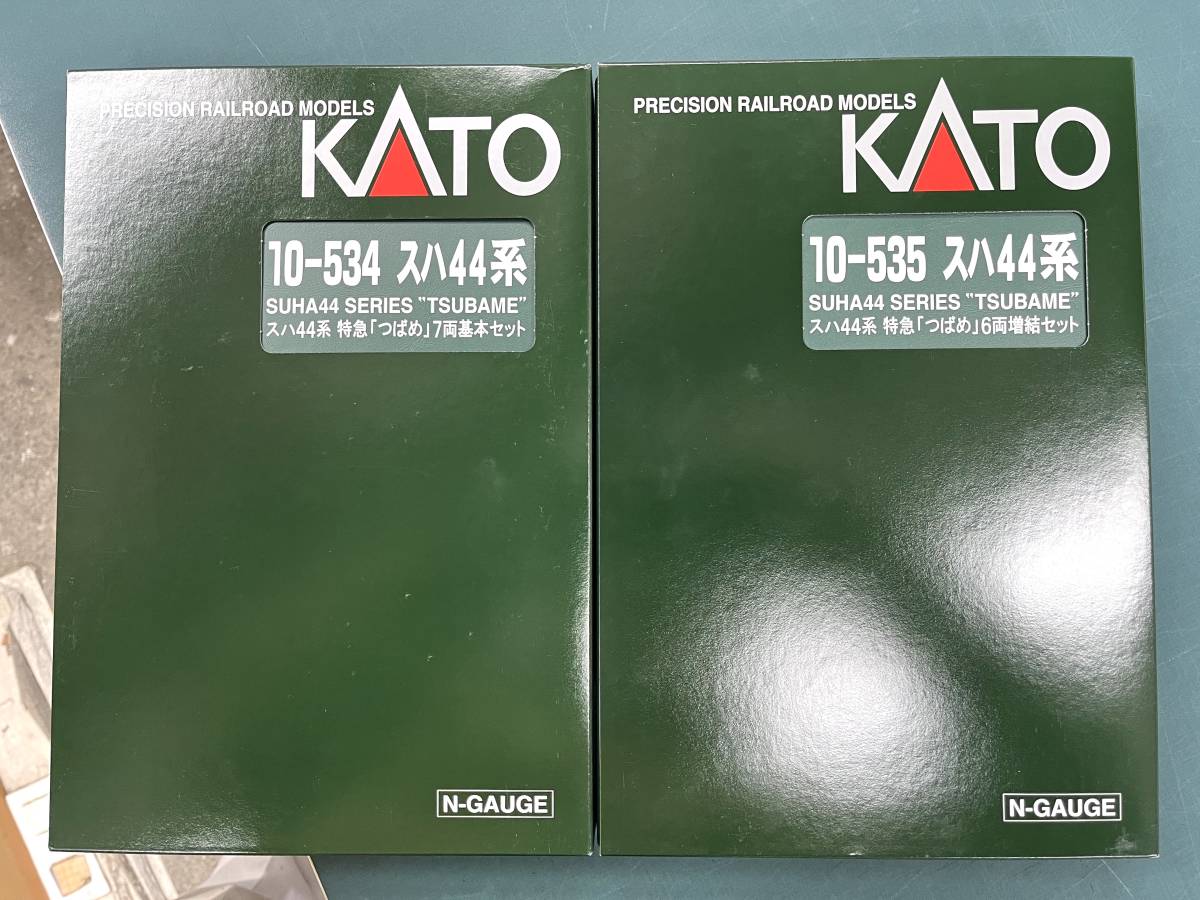 PRECISION RAILROAD MODELS
KATO
10-534 スハ44系
SUHA44 SERIES "TSUBAME"
スハ44系 特急「つばめ」7両基本セット
N-GAUGE
PRECISION RAILROAD MODELS
KATO
10-535 スハ44系
SUHA44 SERIES "TSUBAME"
スハ44系 特急「つばめ」6両増結セット
N-GAUGE